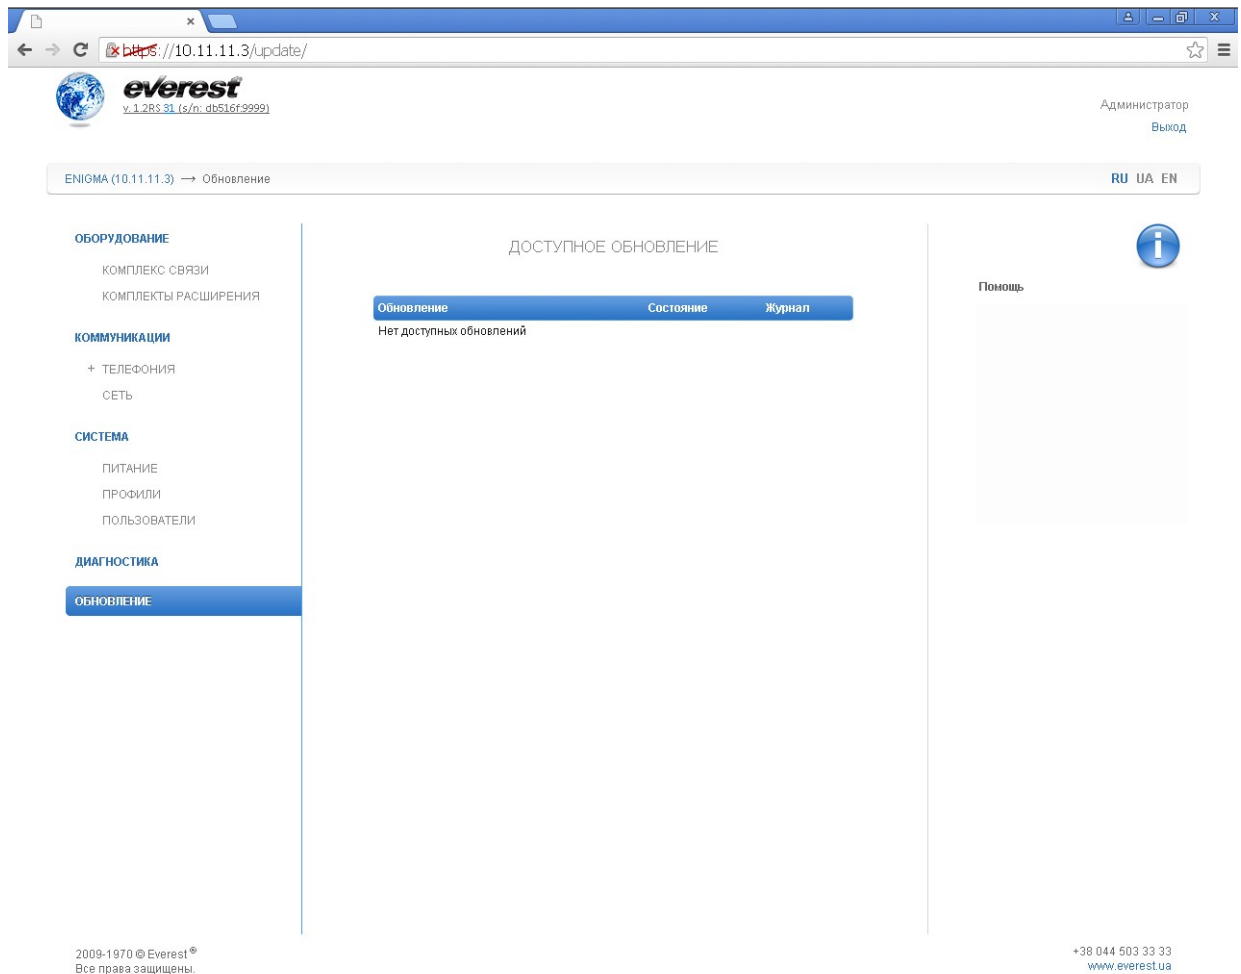 https://10.11.11.3/update/
everest
v. 1.2RS 31 (s/n: db516f:9999)
Администратор
Выход
ENIGMA (10.11.11.3) → Обновление
RU UA EN
ОБОРУДОВАНИЕ
КОМПЛЕКС СВЯЗИ
КОМПЛЕКТЫ РАСШИРЕНИЯ
КОММУНИКАЦИИ
+ ТЕЛЕФОНИЯ
СЕТЬ
СИСТЕМА
ПИТАНИЕ
ПРОФИЛИ
ПОЛЬЗОВАТЕЛИ
ДИАГНОСТИКА
ОБНОВЛЕНИЕ
ДОСТУПНОЕ ОБНОВЛЕНИЕ
Обновление Состояние Журнал
Нет доступных обновлений
Помощь
2009-1970 © Everest ®
Все права защищены.
+38 044 503 33 33
www.everest.ua